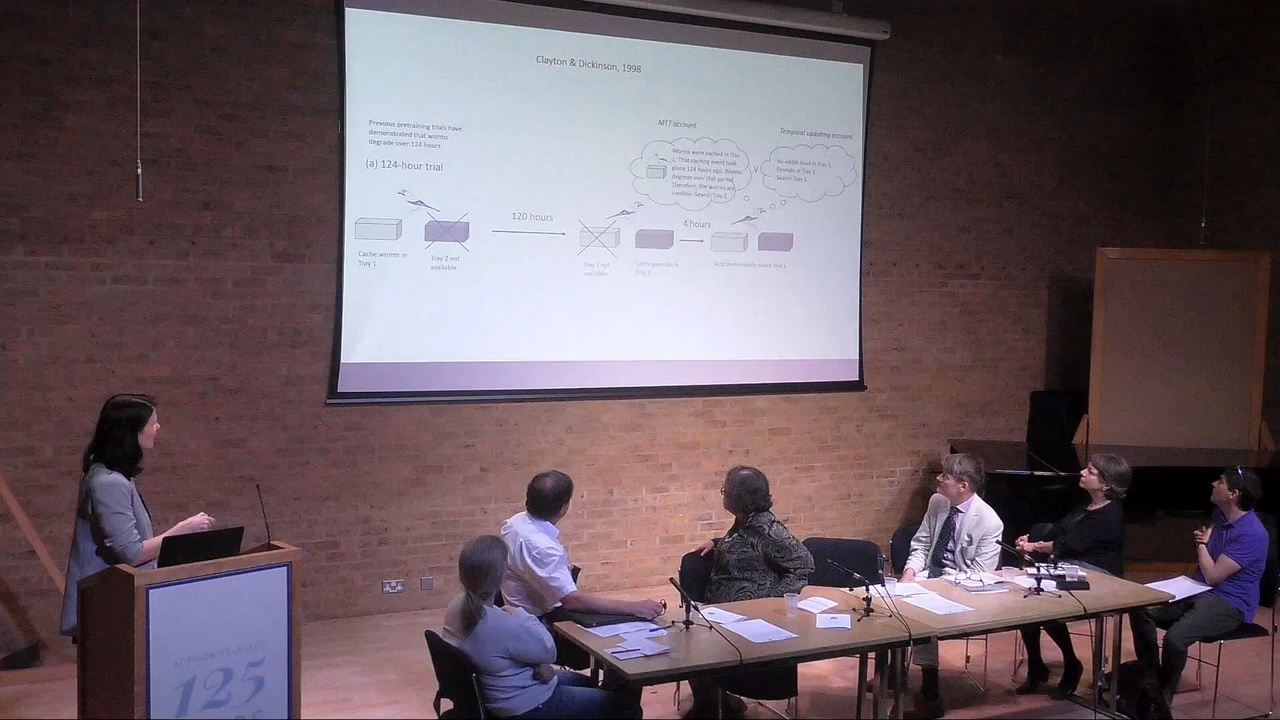 Clayton & Dickinson, 1998
Previous pretraining trials have
demonstrated that worms
degrade over 124 hours
(a) 124-hour trial
Cache worms in
Tray 1
Tray 2 not
available
120 hours
Tray 1 not
available
Cache peanuts in
Tray 2
4 hours
MTT account
Worms were cached in Tray
1. That caching event took
place 124 hours ago. Worms
degrade over that period.
Therefore, the worms are
inedible. Search Tray 2.
v
Temporal updating account
No edible food in Tray 1.
Peanuts in Tray 2.
Search Tray 2.
125